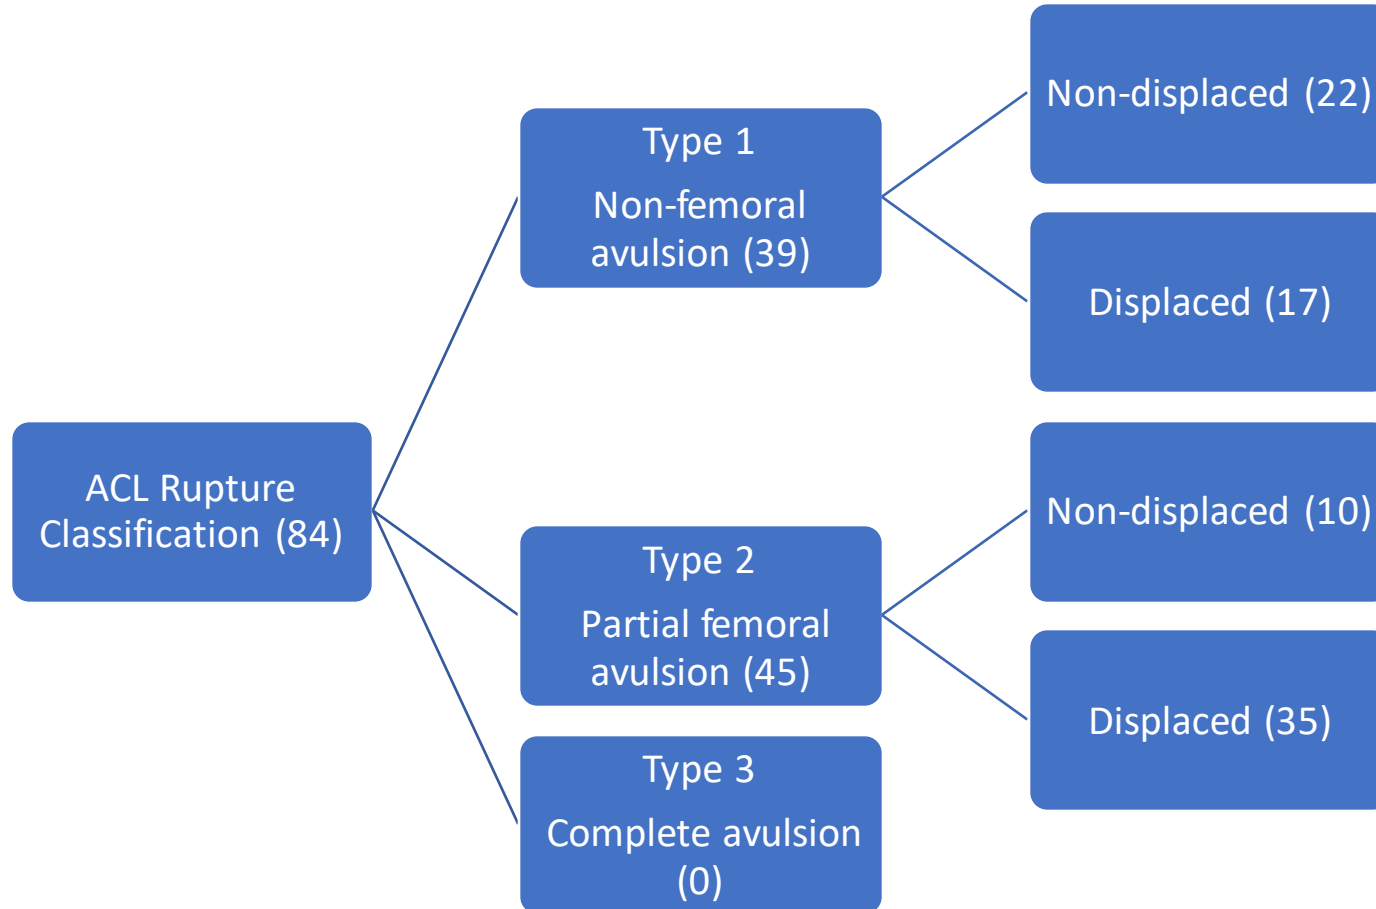 ACL Rupture
Classification (84)
Type 1
Non-femoral
avulsion (39)
Non-displaced (22)
Displaced (17)
Type 2
Partial femoral
avulsion (45)
Non-displaced (10)
Displaced (35)
Type 3
Complete avulsion
(0)